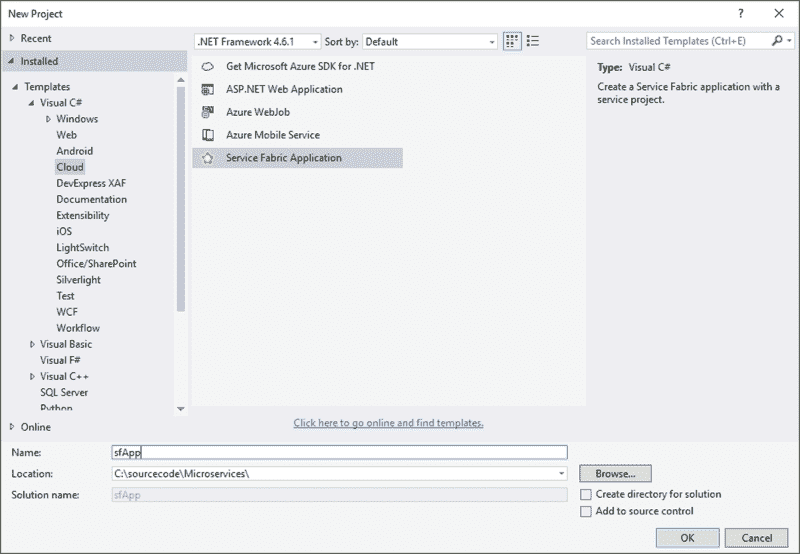 New Project
Recent
.NET Framework 4.6.1 Sort by: Default Search Installed Templates (Ctrl+E)
Installed
Templates
Visual C#
Windows
Web
Android
Cloud
DevExpress XAF
Documentation
Extensibility
iOS
LightSwitch
Office/SharePoint
Silverlight
Test
WCF
Workflow
Visual Basic
Visual F#
Visual C++
SQL Server
Python
Online
Get Microsoft Azure SDK for .NET
ASP.NET Web Application
Azure WebJob
Azure Mobile Service
Service Fabric Application
Click here to go online and find templates.
Type: Visual C#
Create a Service Fabric application with a
service project.
Name: sfApp
Location: C:\sourcecode\Microservices\ Browse...
Solution name: sfApp
Create directory for solution
Add to source control
OK Cancel